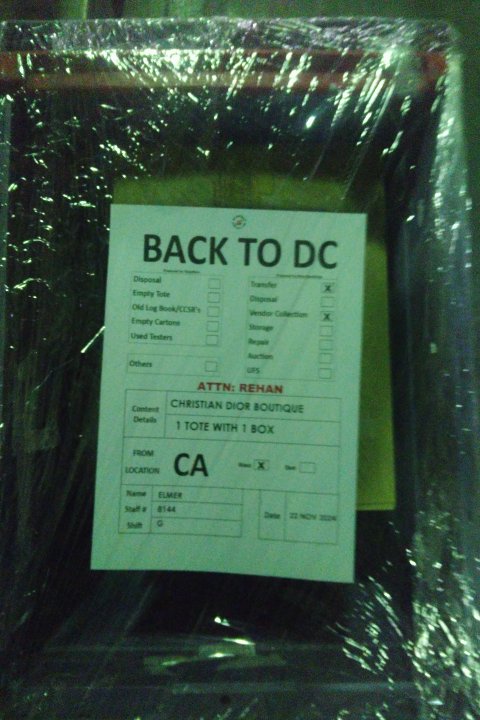 BACK TO DC
Disposal
Empty Tote
Old Log Book/CCSR's
Empty Cartons
Used Testers
Others
Transfer X
Disposal
Vendor Collection X
Storage
Repair
Auction
UFS
ATTN: REHAN
Content Details
CHRISTIAN DIOR BOUTIQUE
1 TOTE WITH 1 BOX
FROM LOCATION
CA
X
Name ELMER
Staff # 8144
Shift G
Date 22 NOV 2024